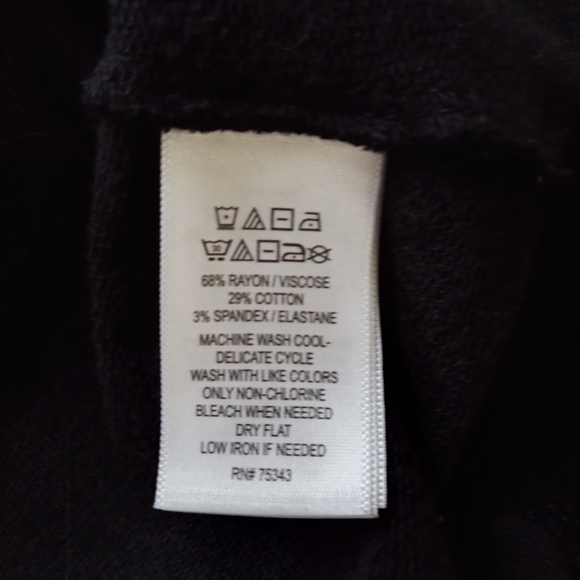 30
68% RAYON / VISCOSE
29% COTTON
3% SPANDEX / ELASTANE
MACHINE WASH COOL-
DELICATE CYCLE
WASH WITH LIKE COLORS
ONLY NON-CHLORINE
BLEACH WHEN NEEDED
DRY FLAT
LOW IRON IF NEEDED
RN# 75343